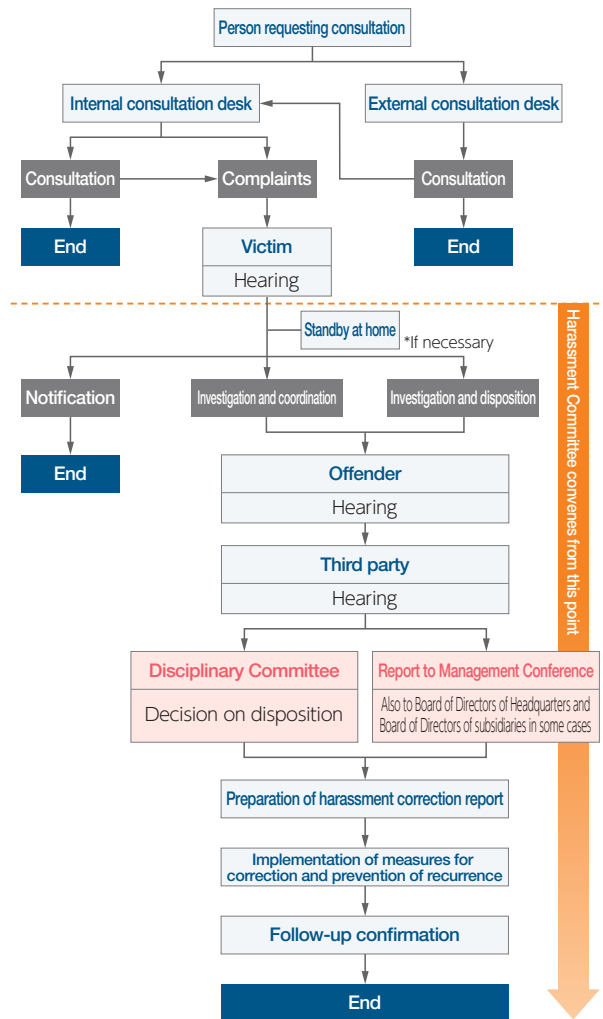 Person requesting consultation
Internal consultation desk
External consultation desk
Consultation
Complaints
Consultation
End
Victim
End
Hearing
Harassment Committee convenes from this point
Standby at home
*If necessary
Notification
Investigation and coordination
Investigation and disposition
End
Offender
Hearing
Third party
Hearing
Disciplinary Committee
Decision on disposition
Report to Management Conference
Also to Board of Directors of Headquarters and
Board of Directors of subsidiaries in some cases
Preparation of harassment correction report
Implementation of measures for
correction and prevention of recurrence
Follow-up confirmation
End